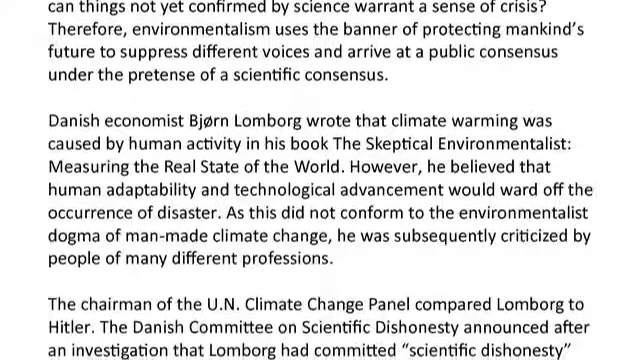 can things not yet confirmed by science warrant a sense of crisis?
Therefore, environmentalism uses the banner of protecting mankind's
future to suppress different voices and arrive at a public consensus
under the pretense of a scientific consensus.
Danish economist Bjørn Lomborg wrote that climate warming was
caused by human activity in his book The Skeptical Environmentalist:
Measuring the Real State of the World. However, he believed that
human adaptability and technological advancement would ward off the
occurrence of disaster. As this did not conform to the environmentalist
dogma of man-made climate change, he was subsequently criticized by
people of many different professions.
The chairman of the U.N. Climate Change Panel compared Lomborg to
Hitler. The Danish Committee on Scientific Dishonesty announced after
an investigation that Lomborg had committed “scientific dishonesty”